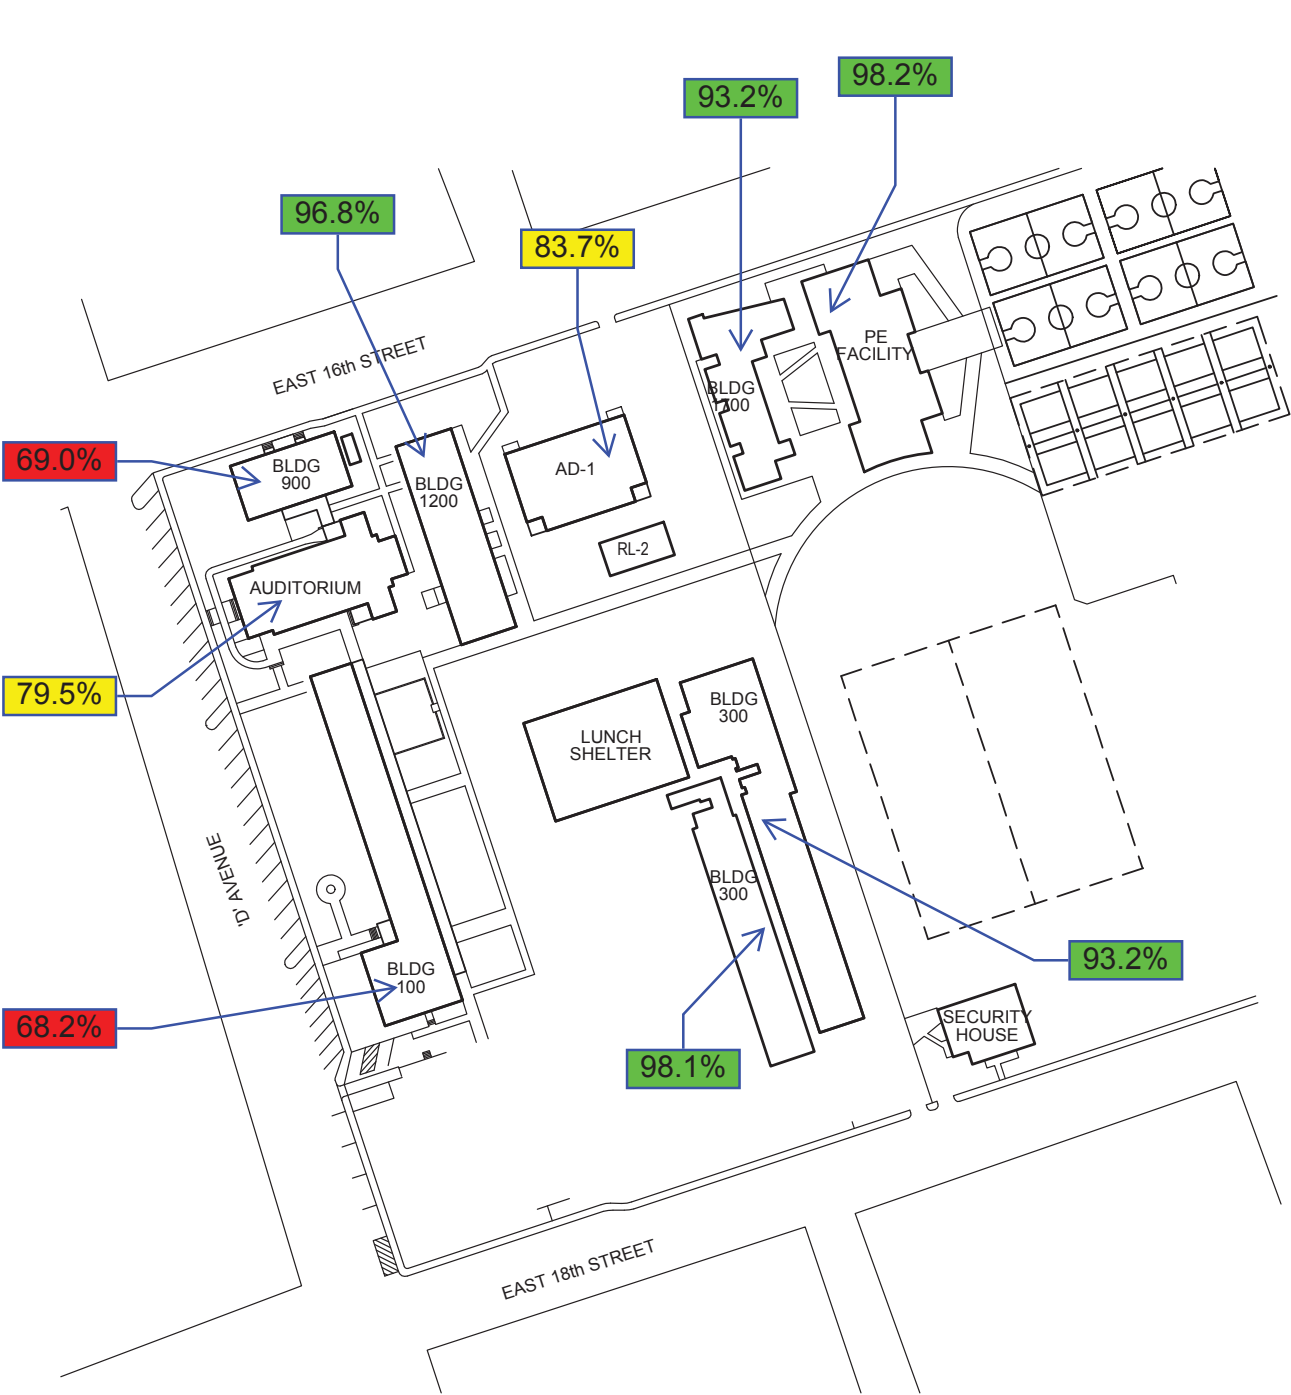 98.2%
93.2%
96.8%
83.7%
EAST 16th STREET
PE
FACILITY
BLDG
1700
69.0%
BLDG
900
BLDG
1200
AD-1
RL-2
AUDITORIUM
79.5%
BLDG
300
LUNCH
SHELTER
'D' AVENUE
BLDG
300
93.2%
BLDG
100
68.2%
SECURITY
HOUSE
98.1%
EAST 18th STREET